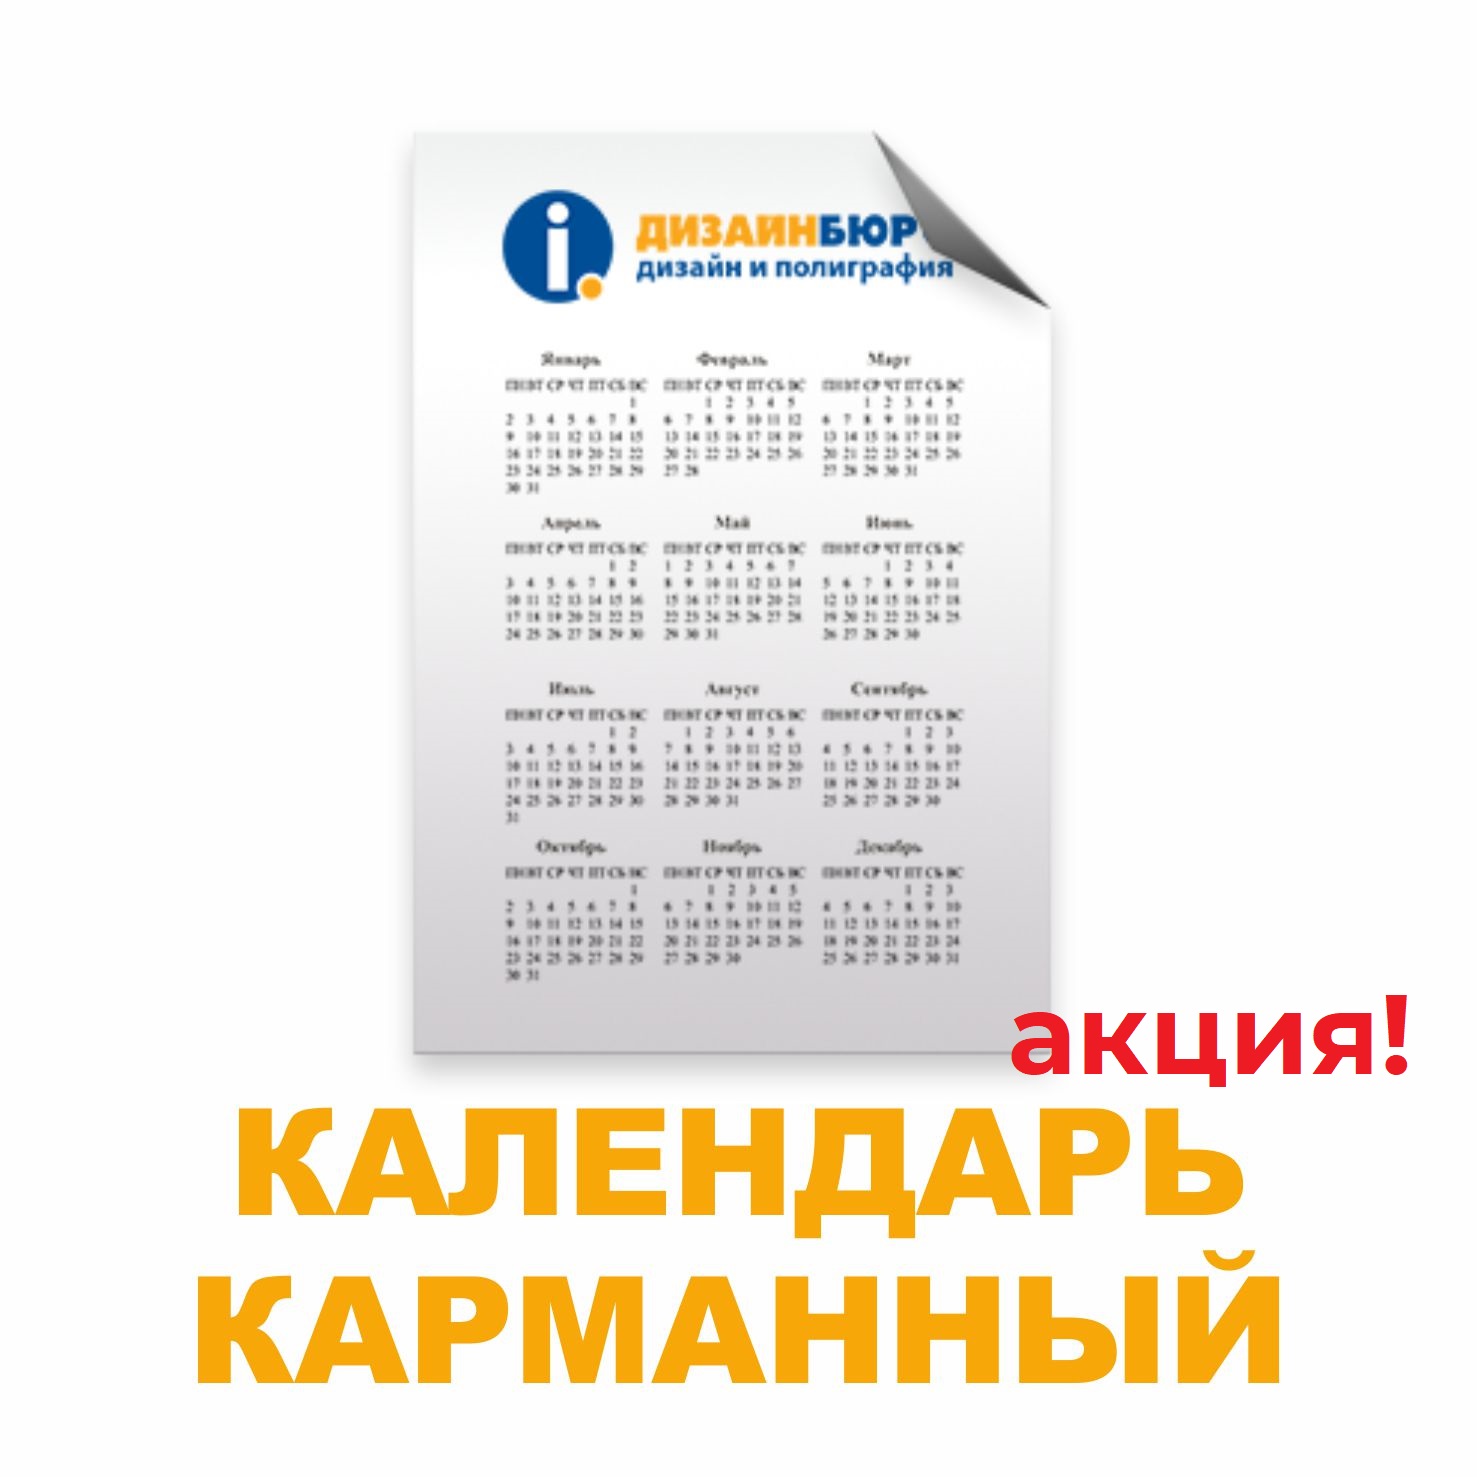 ДИЗАЙНБЮР
дизайн и полиграфия
Январь Февраль Март
ПН ВТ СР ЧТ ПТ СБ ВС ПН ВТ СР ЧТ ПТ СБ ВС ПН ВТ СР ЧТ ПТ СБ ВС
1 1 2 3 4 5 1 2 3 4 5
2 3 4 5 6 7 8 6 7 8 9 10 11 12 6 7 8 9 10 11 12
9 10 11 12 13 14 15 13 14 15 16 17 18 19 13 14 15 16 17 18 19
16 17 18 19 20 21 22 20 21 22 23 24 25 26 20 21 22 23 24 25 26
23 24 25 26 27 28 29 27 28 27 28 29 30 31
30 31
Апрель Май Июнь
ПН ВТ СР ЧТ ПТ СБ ВС ПН ВТ СР ЧТ ПТ СБ ВС ПН ВТ СР ЧТ ПТ СБ ВС
1 2 1 2 3 4 5 6 7 1 2 3 4
3 4 5 6 7 8 9 8 9 10 11 12 13 14 5 6 7 8 9 10 11
10 11 12 13 14 15 16 15 16 17 18 19 20 21 12 13 14 15 16 17 18
17 18 19 20 21 22 23 22 23 24 25 26 27 28 19 20 21 22 23 24 25
24 25 26 27 28 29 30 29 30 31 26 27 28 29 30
Июль Август Сентябрь
ПН ВТ СР ЧТ ПТ СБ ВС ПН ВТ СР ЧТ ПТ СБ ВС ПН ВТ СР ЧТ ПТ СБ ВС
1 2 1 2 3 4 5 6 1 2 3
3 4 5 6 7 8 9 7 8 9 10 11 12 13 4 5 6 7 8 9 10
10 11 12 13 14 15 16 14 15 16 17 18 19 20 11 12 13 14 15 16 17
17 18 19 20 21 22 23 21 22 23 24 25 26 27 18 19 20 21 22 23 24
24 25 26 27 28 29 30 28 29 30 31 25 26 27 28 29 30
31
Октябрь Ноябрь Декабрь
ПН ВТ СР ЧТ ПТ СБ ВС ПН ВТ СР ЧТ ПТ СБ ВС ПН ВТ СР ЧТ ПТ СБ ВС
1 1 2 3 4 5 1 2 3
2 3 4 5 6 7 8 6 7 8 9 10 11 12 4 5 6 7 8 9 10
9 10 11 12 13 14 15 13 14 15 16 17 18 19 11 12 13 14 15 16 17
16 17 18 19 20 21 22 20 21 22 23 24 25 26 18 19 20 21 22 23 24
23 24 25 26 27 28 29 27 28 29 30 25 26 27 28 29 30 31
30 31
акция!
КАЛЕНДАРЬ
КАРМАННЫЙ